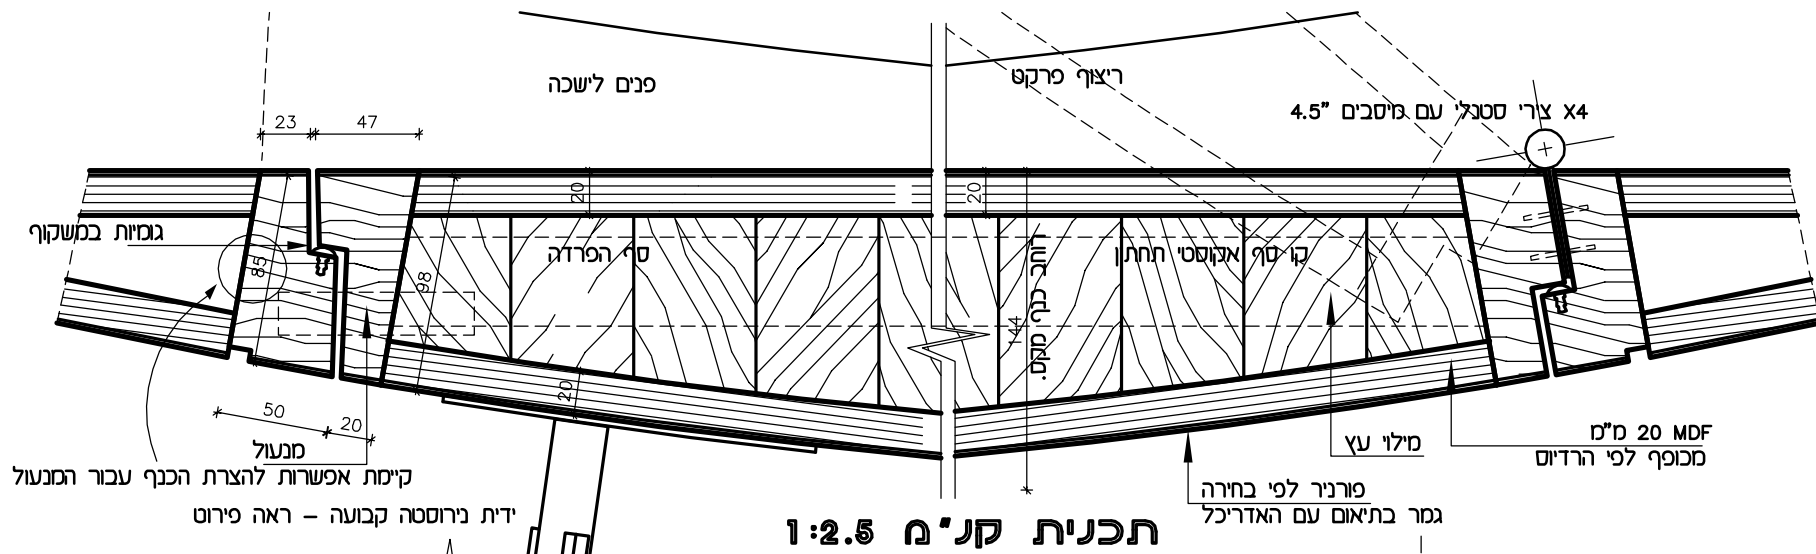 פנים לישכה
ריצוף פרקט
4.5" צירי סטנלי עם מיסבים X4
23
47
20
20
גומיות במשקוף
סף הפרדה
קו סף אקוסטי תחתון
85
98
144
רוחב כנף מקס.
20
50
20
מנעול
קיימת אפשרות להצרת הכנף עבור המנעול
ידית נירוסטה קבועה – ראה פירוט
מילוי עץ
20 MDF מ"מ
מכופף לפי הרדיוס
פורניר לפי בחירה
גמר בתיאום עם האדריכל
תכנית קנ"מ 1:2.5